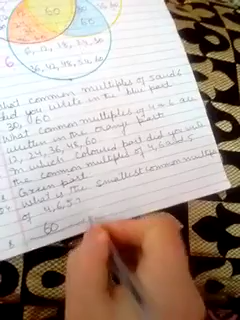 60
60
6
6, 12, 18, 24, 30
36, 42, 48, 54, 60
What common multiples of 5 and 6
did you write in the blue part
30, 60
What common multiples of 4 & 6 are
written in the orange part
12, 24, 36, 48, 60
In which coloured part did you write
the common multiple of 4, 6 and 5
Green part
What is the smallest common multiple
of 4, 6, 5?
60